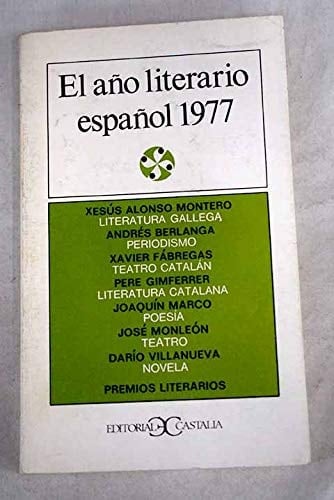 El año literario
español 1977
XESÚS ALONSO MONTERO
LITERATURA GALLEGA
ANDRÉS BERLANGA
PERIODISMO
XAVIER FÁBREGAS
TEATRO CATALÁN
PERE GIMFERRER
LITERATURA CATALANA
JOAQUÍN MARCO
POESÍA
JOSÉ MONLEÓN
TEATRO
DARÍO VILLANUEVA
NOVELA
PREMIOS LITERARIOS
EDITORIAL CASTALIA